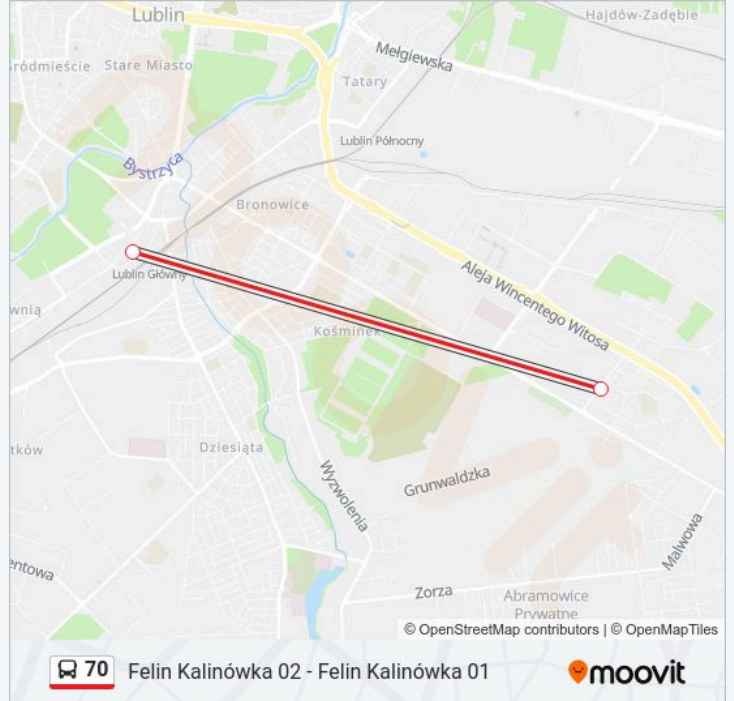 Lublin
Hajdów-Zadębie
Mełgiewska
śródmieście
Stare Miasto
Tatary
Lublin Północny
Bystrzyca
Bronowice
Lublin Główny
Aleja Wincentego Witosa
wnią
Kośminek
tków
Dziesiąta
Wyzwolenia
Grunwaldzka
Malwowa
entowa
Zorza
Abramowice
Prywatne
© OpenStreetMap contributors | © OpenMapTiles
70 Felin Kalinówka 02 - Felin Kalinówka 01
moovit